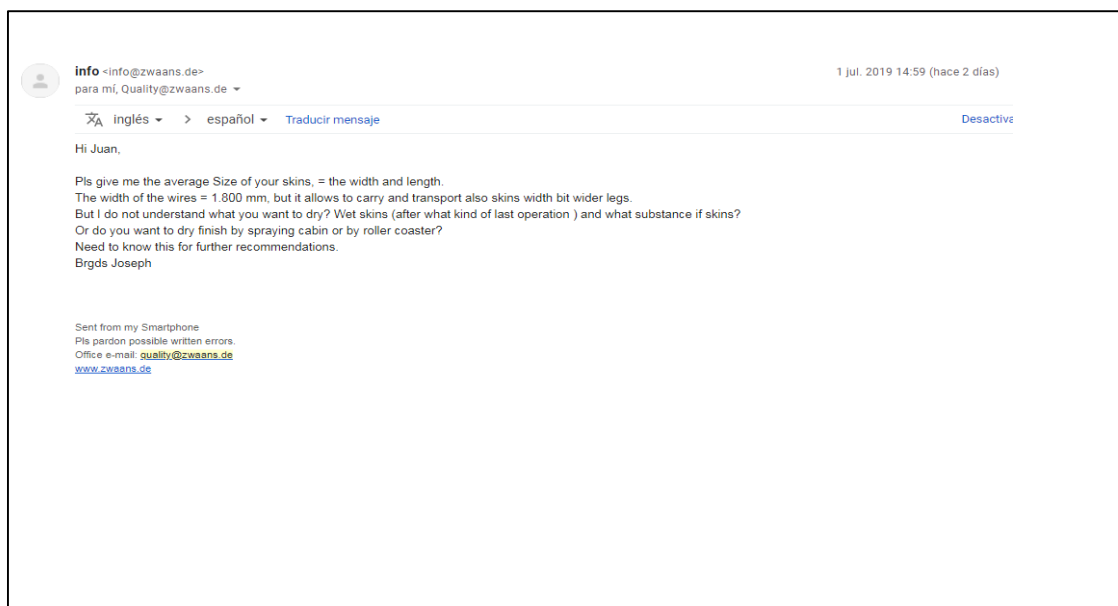 info <info@zwaans.de>
1 jul. 2019 14:59 (hace 2 días)
para mí, Quality@zwaans.de
inglés > español Traducir mensaje
Desactiva
Hi Juan,
Pls give me the average Size of your skins, = the width and length.
The width of the wires = 1.800 mm, but it allows to carry and transport also skins width bit wider legs.
But I do not understand what you want to dry? Wet skins (after what kind of last operation ) and what substance if skins?
Or do you want to dry finish by spraying cabin or by roller coaster?
Need to know this for further recommendations.
Brgds Joseph
Sent from my Smartphone
Pls pardon possible written errors.
Office e-mail: quality@zwaans.de
www.zwaans.de